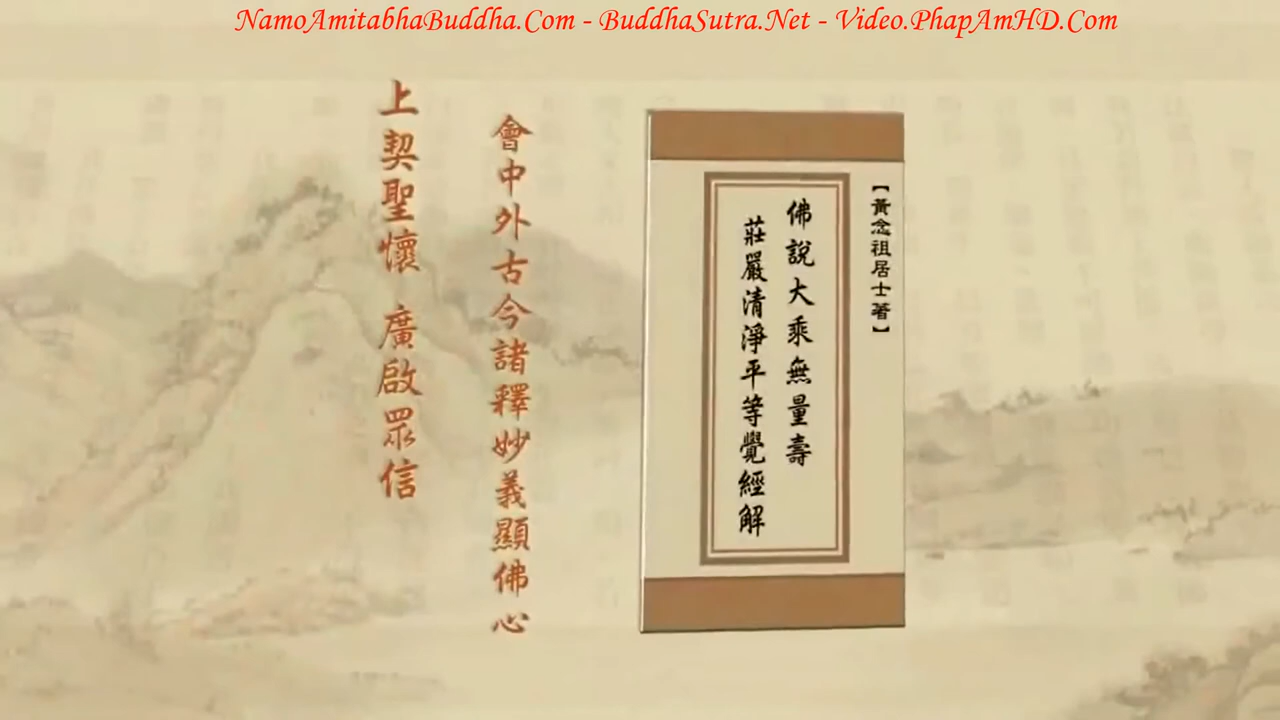 NamoAmitabhaBuddha.Com - BuddhaSutra.Net - Video.PhapAmHD.Com
【黃念祖居士著】
佛說大乘無量壽
莊嚴清淨平等覺經解
會中外古今諸釋妙義顯佛心
上契聖懷 廣啟眾信